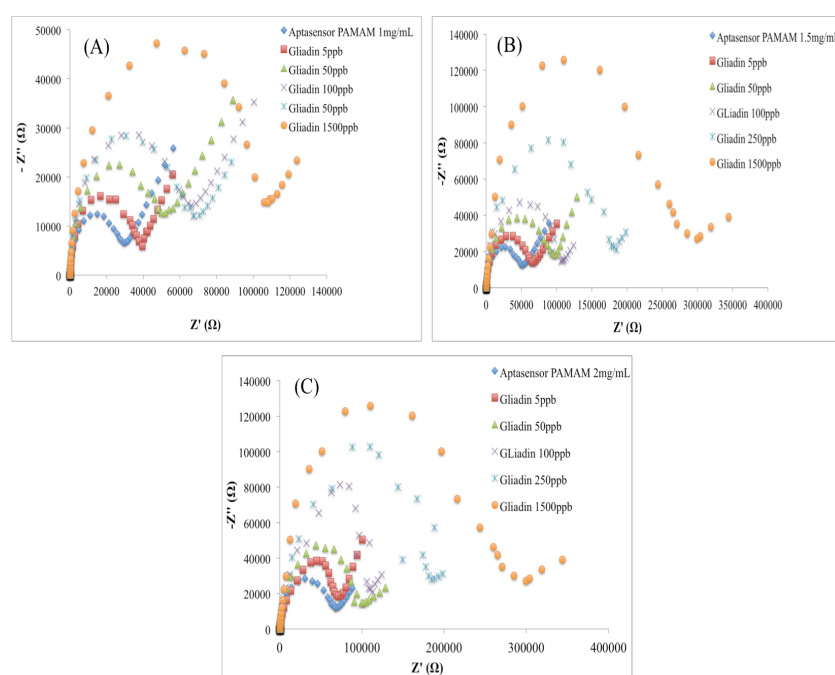 (A)
Aptasensor PAMAM 1mg/mL
Gliadin 5ppb
Gliadin 50ppb
Gliadin 100ppb
Gliadin 50ppb
Gliadin 1500ppb
- Z'' (Ω)
50000
40000
30000
20000
10000
0
0 20000 40000 60000 80000 100000 120000 140000
Z' (Ω)
(B)
Aptasensor PAMAM 1.5mg/mL
Gliadin 5ppb
Gliadin 50ppb
GLiadin 100ppb
Gliadin 250ppb
Gliadin 1500ppb
-Z'' (Ω)
140000
120000
100000
80000
60000
40000
20000
0
0 50000 100000 150000 200000 250000 300000 350000 400000
Z' (Ω)
(C)
Aptasensor PAMAM 2mg/mL
Gliadin 5ppb
Gliadin 50ppb
GLiadin 100ppb
Gliadin 250ppb
Gliadin 1500ppb
-Z'' (Ω)
140000
120000
100000
80000
60000
40000
20000
0
0 100000 200000 300000 400000
Z' (Ω)